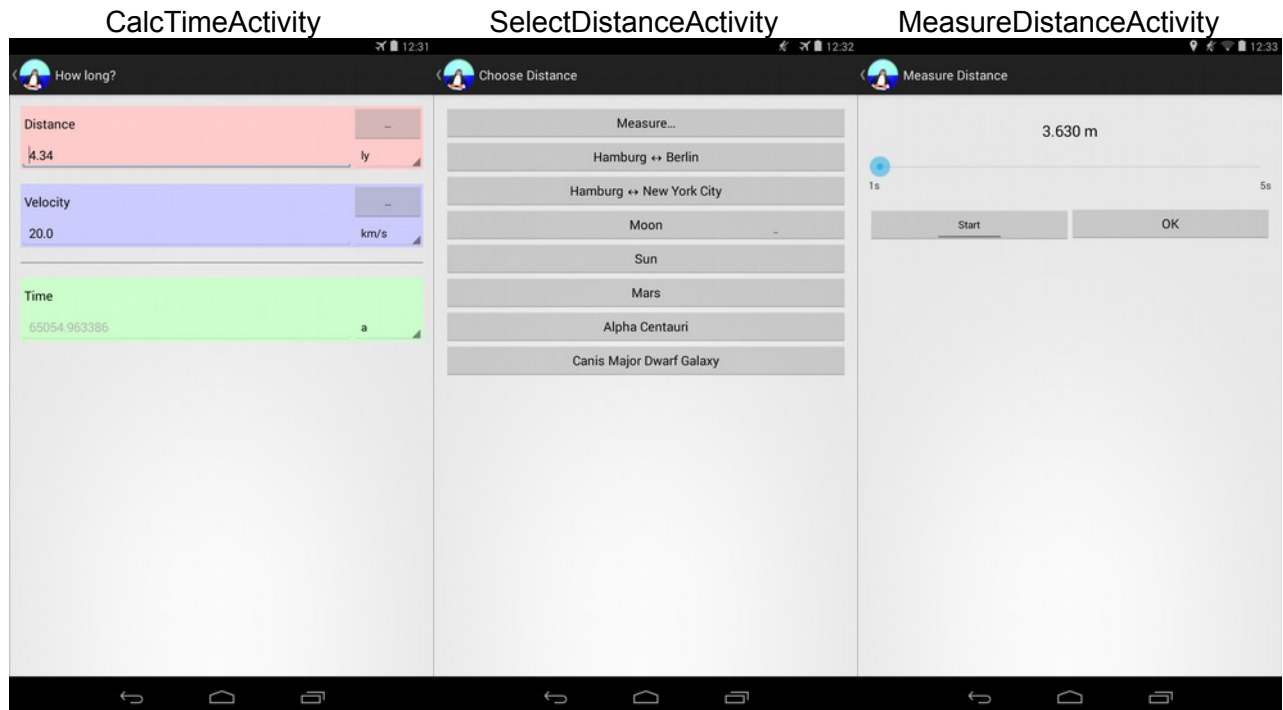 CalcTimeActivity
SelectDistanceActivity
MeasureDistanceActivity
12:31
12:32
12:33
How long?
Choose Distance
Measure Distance
Distance
...
4.34
ly
Velocity
...
20.0
km/s
Time
65054.963386
a
Measure...
Hamburg ↔ Berlin
Hamburg ↔ New York City
Moon
Sun
Mars
Alpha Centauri
Canis Major Dwarf Galaxy
3.630 m
1s
5s
Start
OK